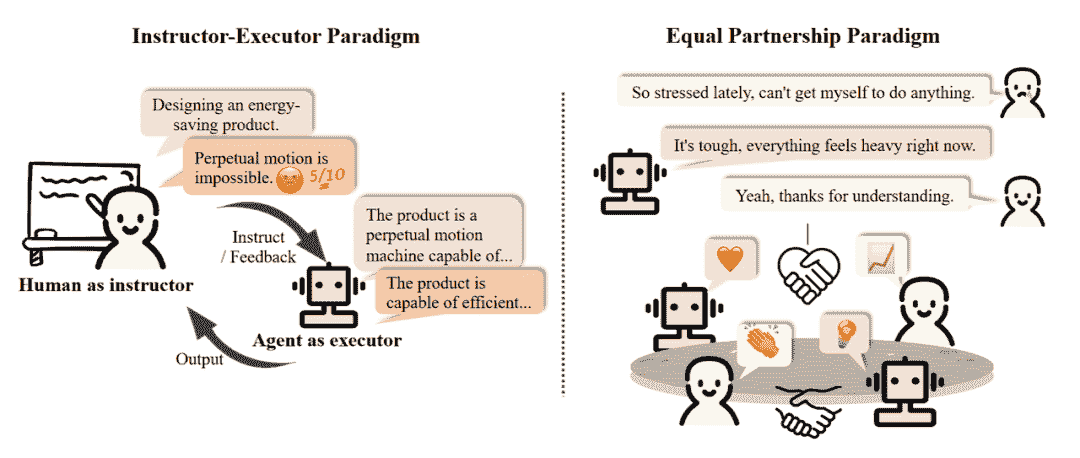 Instructor-Executor Paradigm
Designing an energy-
saving product.
Perpetual motion is
impossible. 5/10
Instruct
/ Feedback
Human as instructor
The product is a
perpetual motion
machine capable of...
The product is
capable of efficient...
Agent as executor
Output
Equal Partnership Paradigm
So stressed lately, can't get myself to do anything.
It's tough, everything feels heavy right now.
Yeah, thanks for understanding.